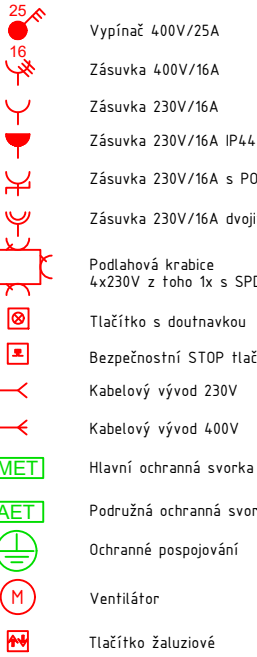 25
Vypínač 400V/25A
16
Zásuvka 400V/16A
Zásuvka 230V/16A
Zásuvka 230V/16A IP44
Zásuvka 230V/16A s PO
Zásuvka 230V/16A dvoji
Podlahová krabice
4x230V z toho 1x s SPD
Tlačítko s doutnavkou
Bezpečnostní STOP tlač
Kabelový vývod 230V
Kabelový vývod 400V
MET Hlavní ochranná svorka
AET Podružná ochranná svor
Ochranné pospojování
M Ventilátor
Tlačítko žaluziové